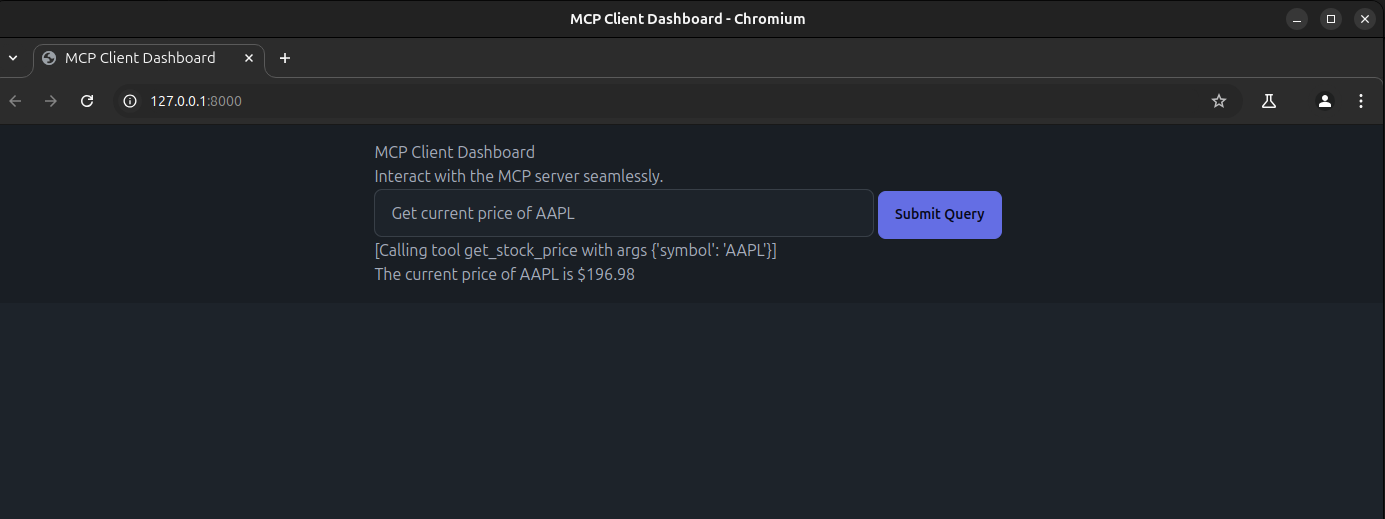 MCP Client Dashboard - Chromium
MCP Client Dashboard
127.0.0.1:8000
MCP Client Dashboard
Interact with the MCP server seamlessly.
Get current price of AAPL
Submit Query
[Calling tool get_stock_price with args {'symbol': 'AAPL'}]
The current price of AAPL is $196.98